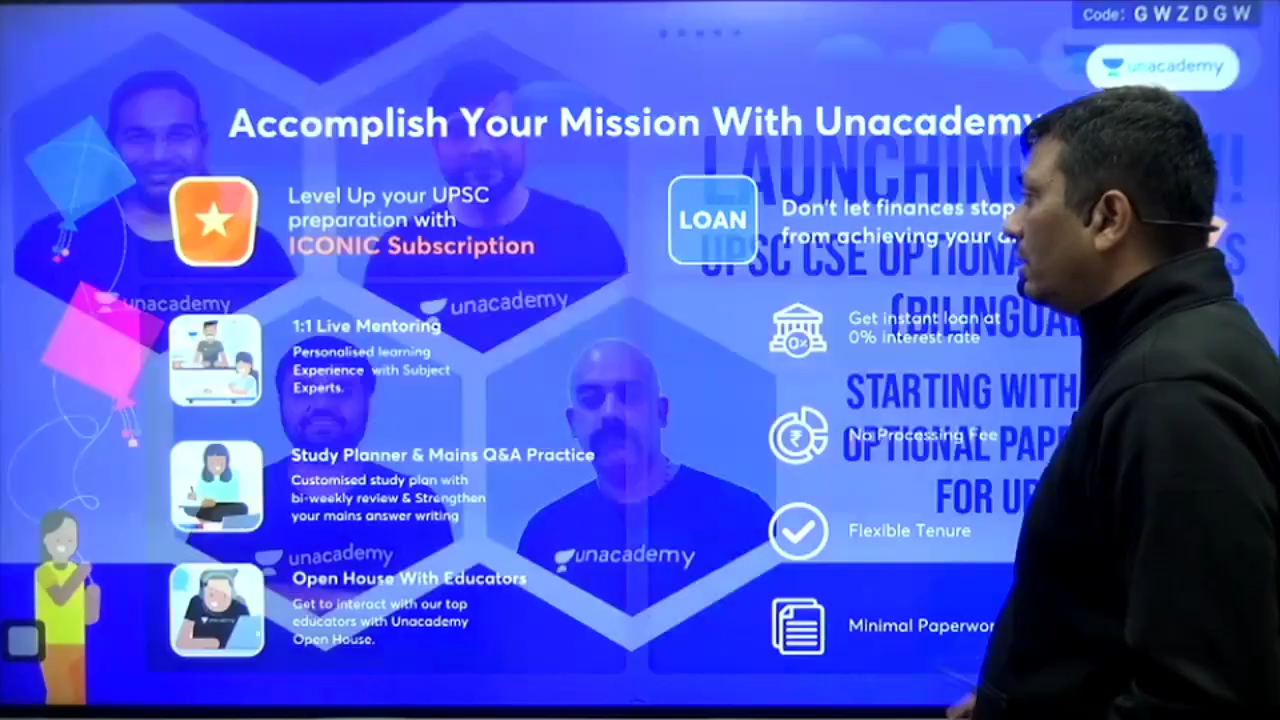 Code: GWZDGW
unacademy
Accomplish Your Mission With Unacademy
LAUNCHING
Level Up your UPSC
preparation with
ICONIC Subscription
LOAN
Don't let finances stop
from achieving your
UPSC CSE OPTIONA
(BILINGUAL
unacademy
unacademy
1:1 Live Mentoring
Personalised learning
Experience with Subject
Experts.
Get instant loan at
0% interest rate
STARTING WITH
OPTIONAL PAP
FOR UP
No Processing Fee
Study Planner & Mains Q&A Practice
Customised study plan with
bi-weekly review & Strengthen
your mains answer writing
Flexible Tenure
unacademy
unacademy
Open House With Educators
Get to interact with our top
educators with Unacademy
Open House.
Minimal Paperwor